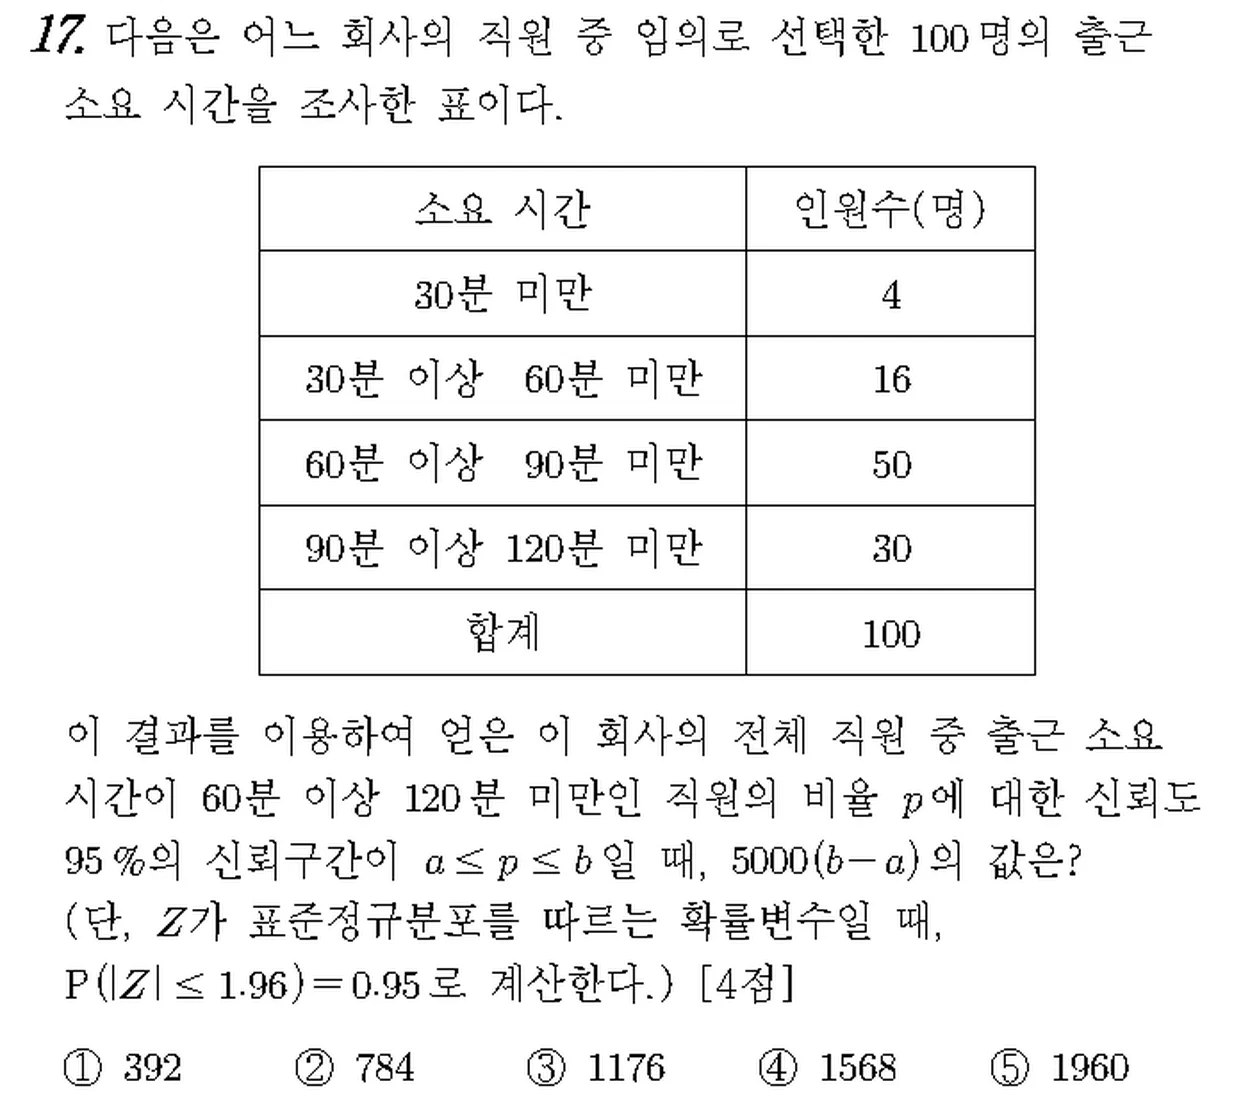 17. 다음은 어느 회사의 직원 중 임의로 선택한 100명의 출근
소요 시간을 조사한 표이다.
소요 시간 인원수(명)
30분 미만 4
30분 이상 60분 미만 16
60분 이상 90분 미만 50
90분 이상 120분 미만 30
합계 100
이 결과를 이용하여 얻은 이 회사의 전체 직원 중 출근 소요
시간이 60분 이상 120분 미만인 직원의 비율 p에 대한 신뢰도
95%의 신뢰구간이 a≤p≤b일 때, 5000(b-a)의 값은?
(단, Z가 표준정규분포를 따르는 확률변수일 때,
P(|Z|≤1.96)=0.95로 계산한다.) [4점]
① 392 ② 784 ③ 1176 ④ 1568 ⑤ 1960